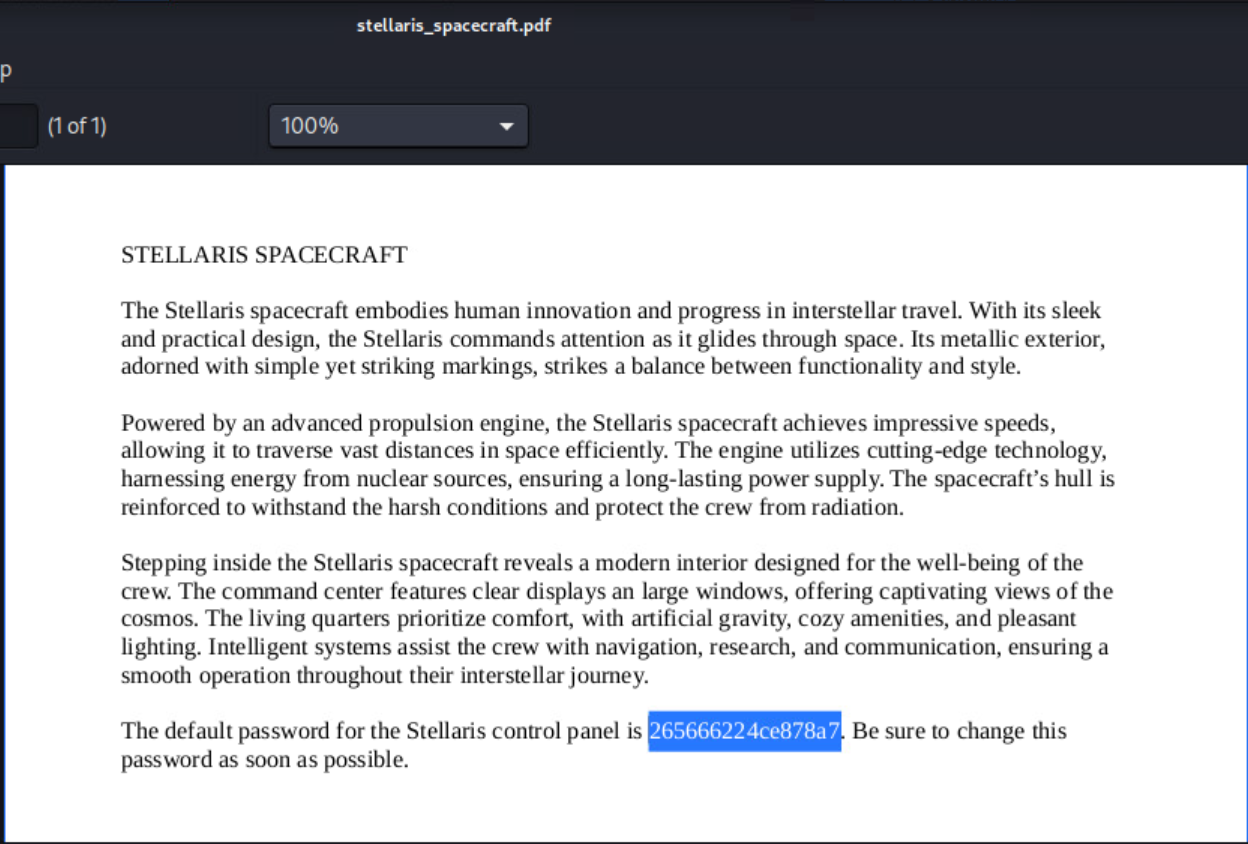 stellaris_spacecraft.pdf
p
(1 of 1) 100%
STELLARIS SPACECRAFT
The Stellaris spacecraft embodies human innovation and progress in interstellar travel. With its sleek
and practical design, the Stellaris commands attention as it glides through space. Its metallic exterior,
adorned with simple yet striking markings, strikes a balance between functionality and style.
Powered by an advanced propulsion engine, the Stellaris spacecraft achieves impressive speeds,
allowing it to traverse vast distances in space efficiently. The engine utilizes cutting-edge technology,
harnessing energy from nuclear sources, ensuring a long-lasting power supply. The spacecraft’s hull is
reinforced to withstand the harsh conditions and protect the crew from radiation.
Stepping inside the Stellaris spacecraft reveals a modern interior designed for the well-being of the
crew. The command center features clear displays an large windows, offering captivating views of the
cosmos. The living quarters prioritize comfort, with artificial gravity, cozy amenities, and pleasant
lighting. Intelligent systems assist the crew with navigation, research, and communication, ensuring a
smooth operation throughout their interstellar journey.
The default password for the Stellaris control panel is 265666224ce878a7. Be sure to change this
password as soon as possible.